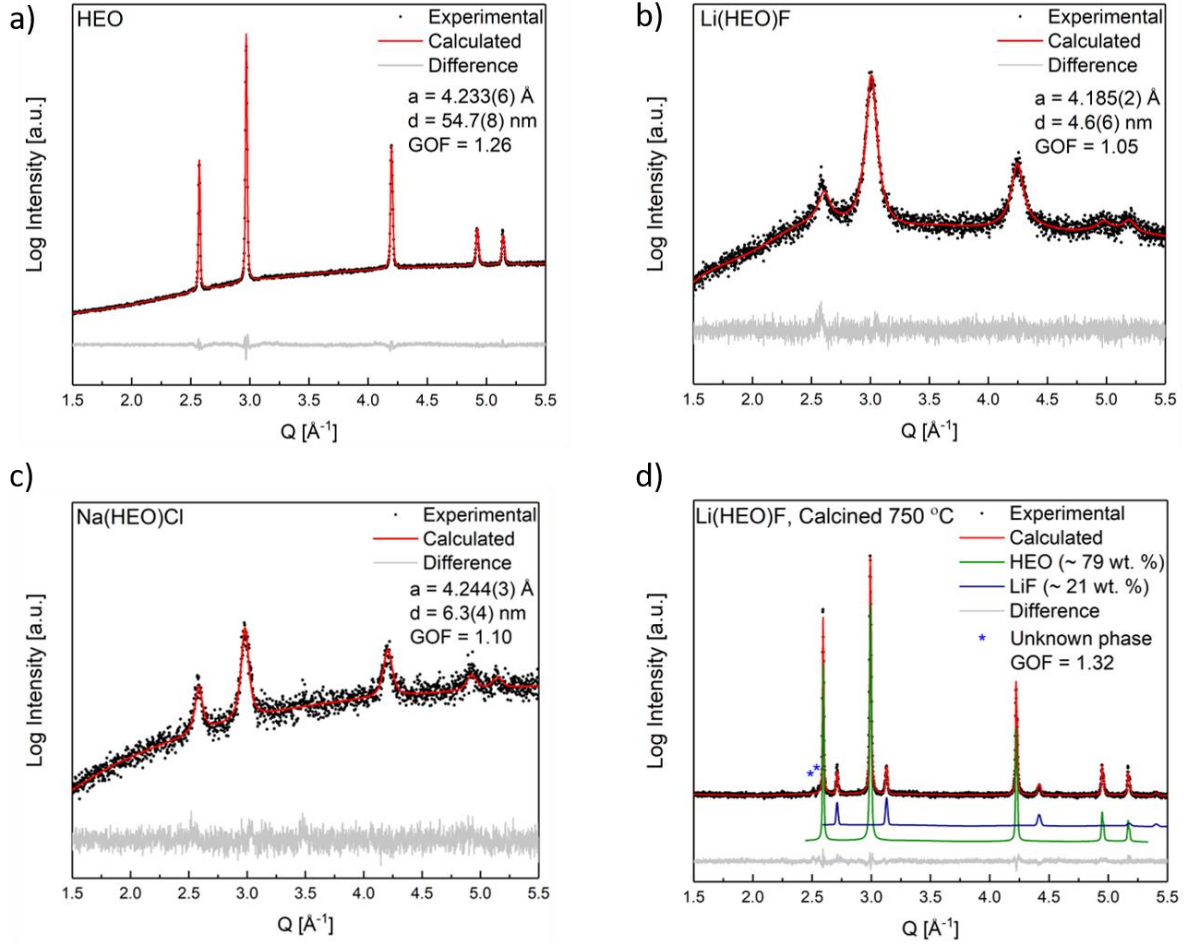 a)
HEO
Experimental
Calculated
Difference
a = 4.233(6) Å
d = 54.7(8) nm
GOF = 1.26
Log Intensity [a.u.]
1.5 2.0 2.5 3.0 3.5 4.0 4.5 5.0 5.5
Q [Å⁻¹]
b)
Li(HEO)F
Experimental
Calculated
Difference
a = 4.185(2) Å
d = 4.6(6) nm
GOF = 1.05
Log Intensity [a.u.]
1.5 2.0 2.5 3.0 3.5 4.0 4.5 5.0 5.5
Q [Å⁻¹]
c)
Na(HEO)Cl
Experimental
Calculated
Difference
a = 4.244(3) Å
d = 6.3(4) nm
GOF = 1.10
Log Intensity [a.u.]
1.5 2.0 2.5 3.0 3.5 4.0 4.5 5.0 5.5
Q [Å⁻¹]
d)
Li(HEO)F, Calcined 750 °C
Experimental
Calculated
HEO (~ 79 wt. %)
LiF (~ 21 wt. %)
Difference
* Unknown phase
GOF = 1.32
* *
Log Intensity [a.u.]
1.5 2.0 2.5 3.0 3.5 4.0 4.5 5.0 5.5
Q [Å⁻¹]